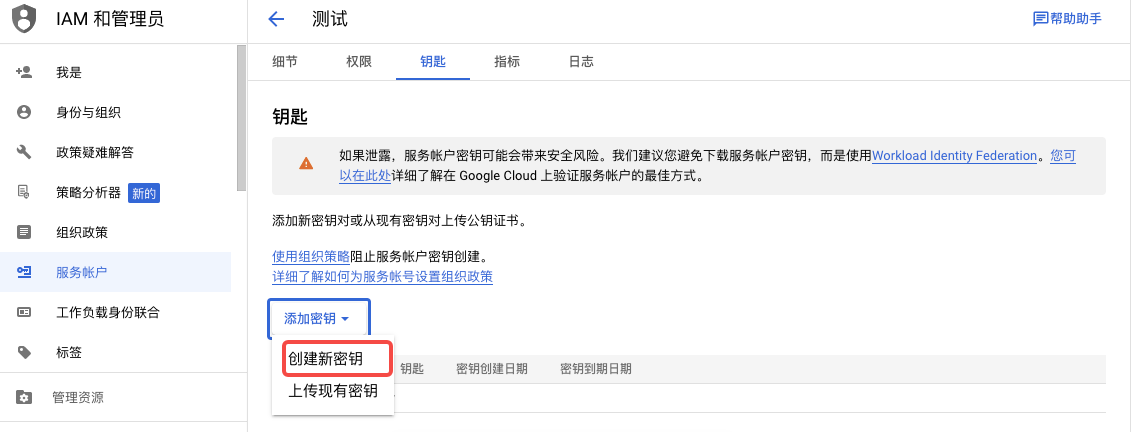 IAM 和管理员
测试
帮助助手
我是
身份与组织
政策疑难解答
策略分析器 新的
组织政策
服务帐户
工作负载身份联合
标签
管理资源
细节 权限 钥匙 指标 日志
钥匙
如果泄露，服务帐户密钥可能会带来安全风险。我们建议您避免下载服务帐户密钥，而是使用Workload Identity Federation。您可
以在此处详细了解在 Google Cloud 上验证服务帐户的最佳方式。
添加新密钥对或从现有密钥对上传公钥证书。
使用组织策略阻止服务帐户密钥创建。
详细了解如何为服务帐号设置组织政策
添加密钥
创建新密钥
上传现有密钥
钥匙 密钥创建日期 密钥到期日期